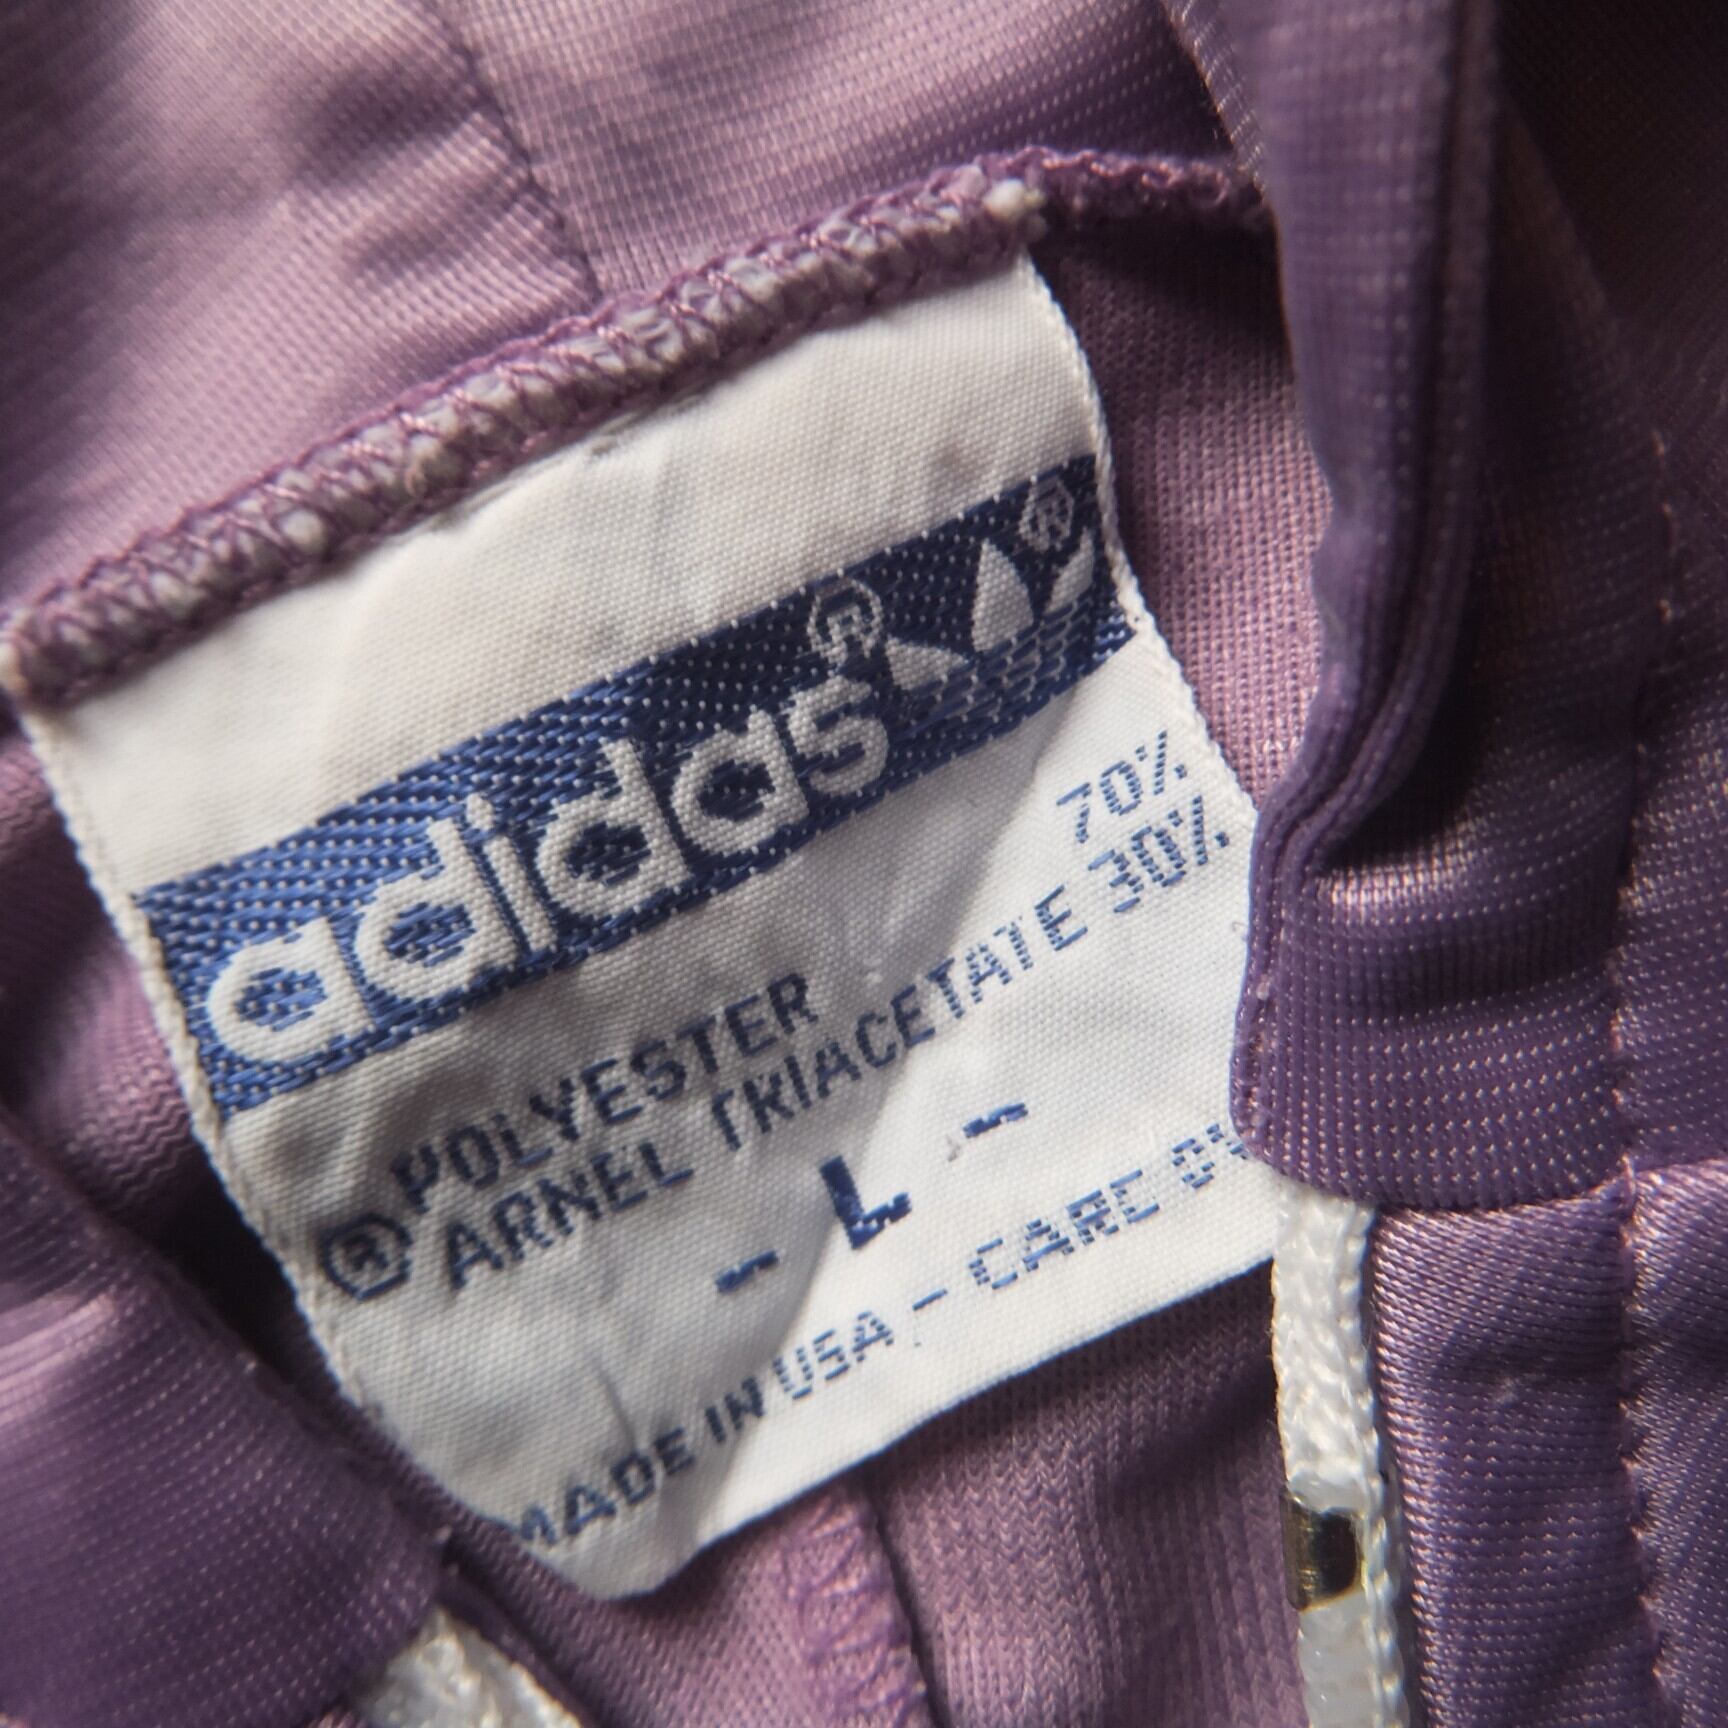 adidas®
®
POLYESTER 70%
® ARNEL TRIACETATE 30%
- L -
MADE IN USA - CARE